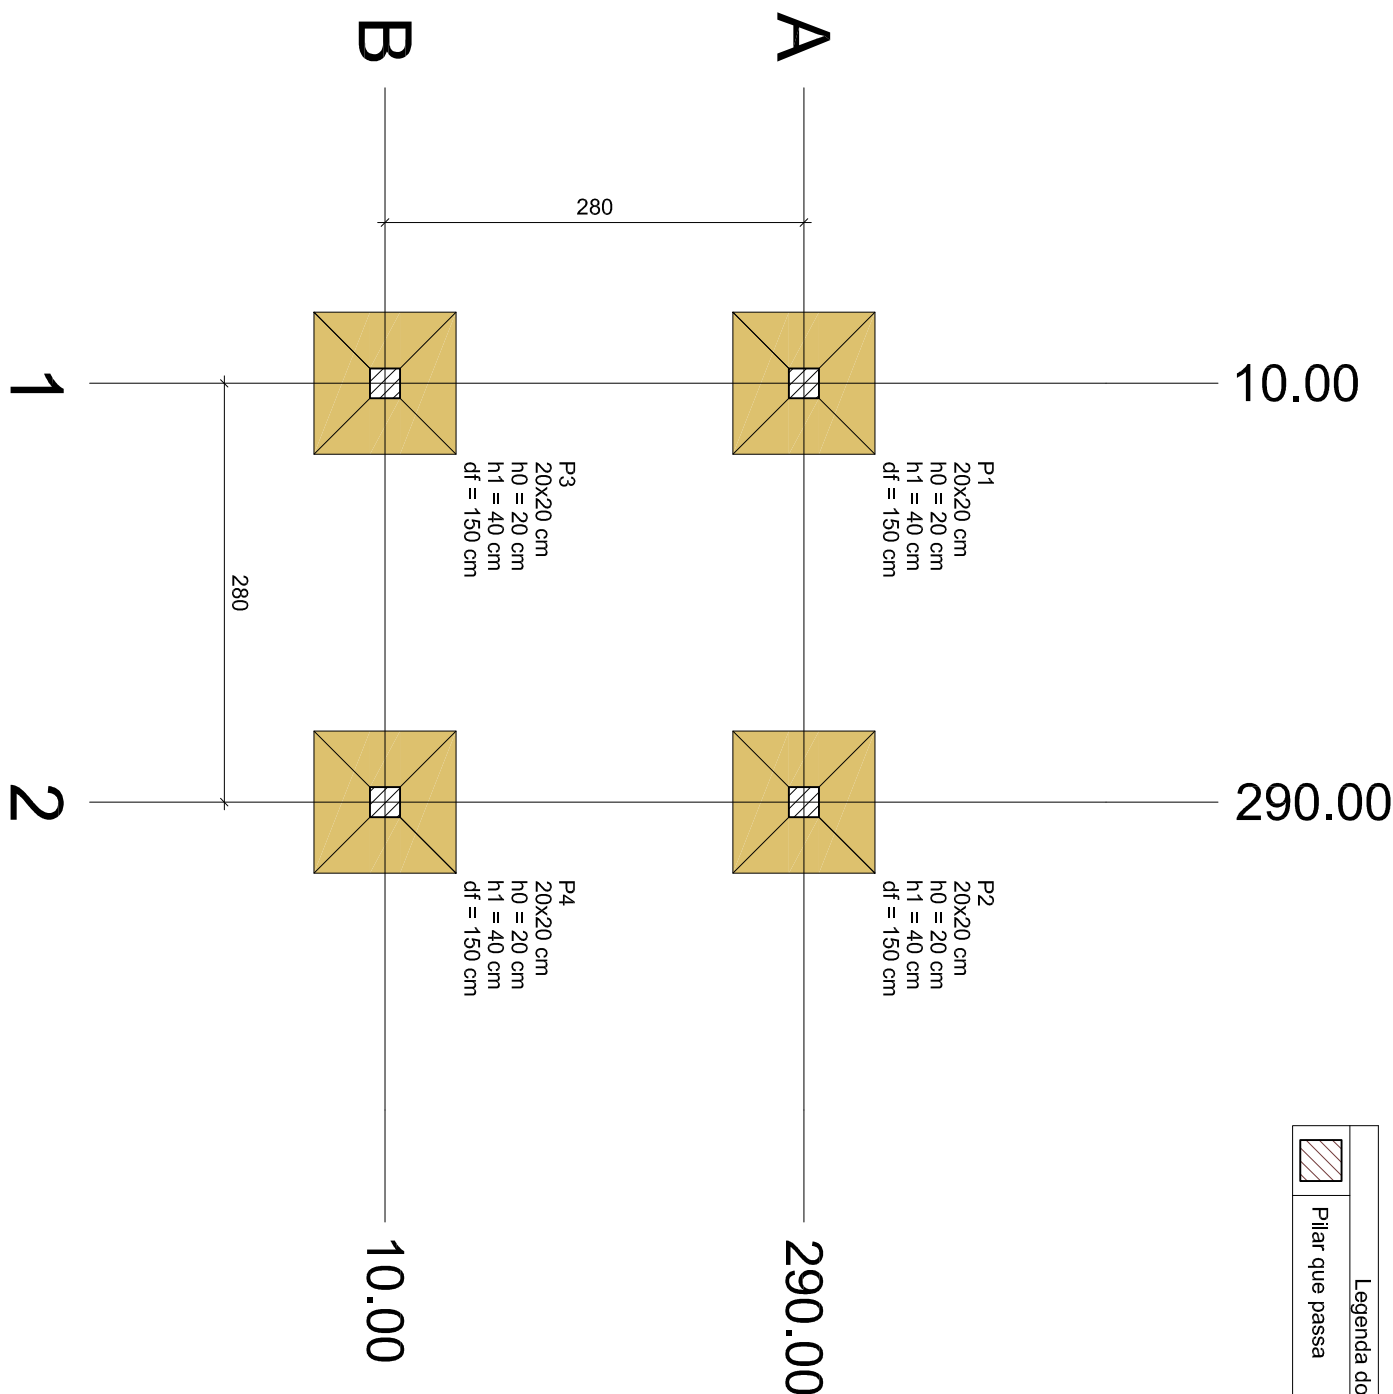 A
B
280
10.00
1
P1
20x20 cm
h0 = 20 cm
h1 = 40 cm
df = 150 cm
P3
20x20 cm
h0 = 20 cm
h1 = 40 cm
df = 150 cm
280
290.00
2
P2
20x20 cm
h0 = 20 cm
h1 = 40 cm
df = 150 cm
P4
20x20 cm
h0 = 20 cm
h1 = 40 cm
df = 150 cm
290.00
10.00
Legenda do
Pilar que passa